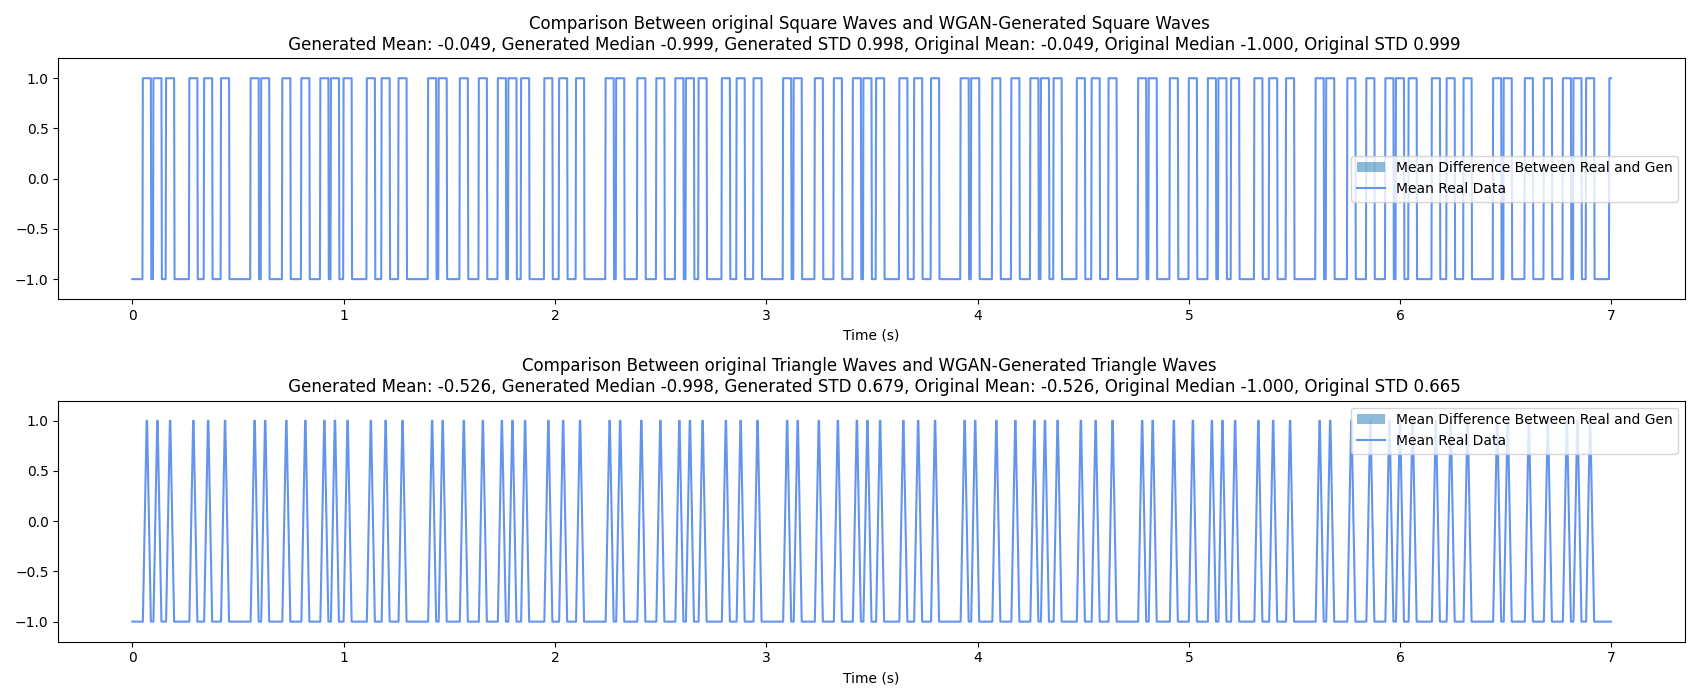 Comparison Between original Square Waves and WGAN-Generated Square Waves
Generated Mean: -0.049, Generated Median -0.999, Generated STD 0.998, Original Mean: -0.049, Original Median -1.000, Original STD 0.999
1.0
0.5
0.0
−0.5
−1.0
Mean Difference Between Real and Gen
Mean Real Data
0 1 2 3 4 5 6 7
Time (s)
Comparison Between original Triangle Waves and WGAN-Generated Triangle Waves
Generated Mean: -0.526, Generated Median -0.998, Generated STD 0.679, Original Mean: -0.526, Original Median -1.000, Original STD 0.665
1.0
0.5
0.0
−0.5
−1.0
Mean Difference Between Real and Gen
Mean Real Data
0 1 2 3 4 5 6 7
Time (s)